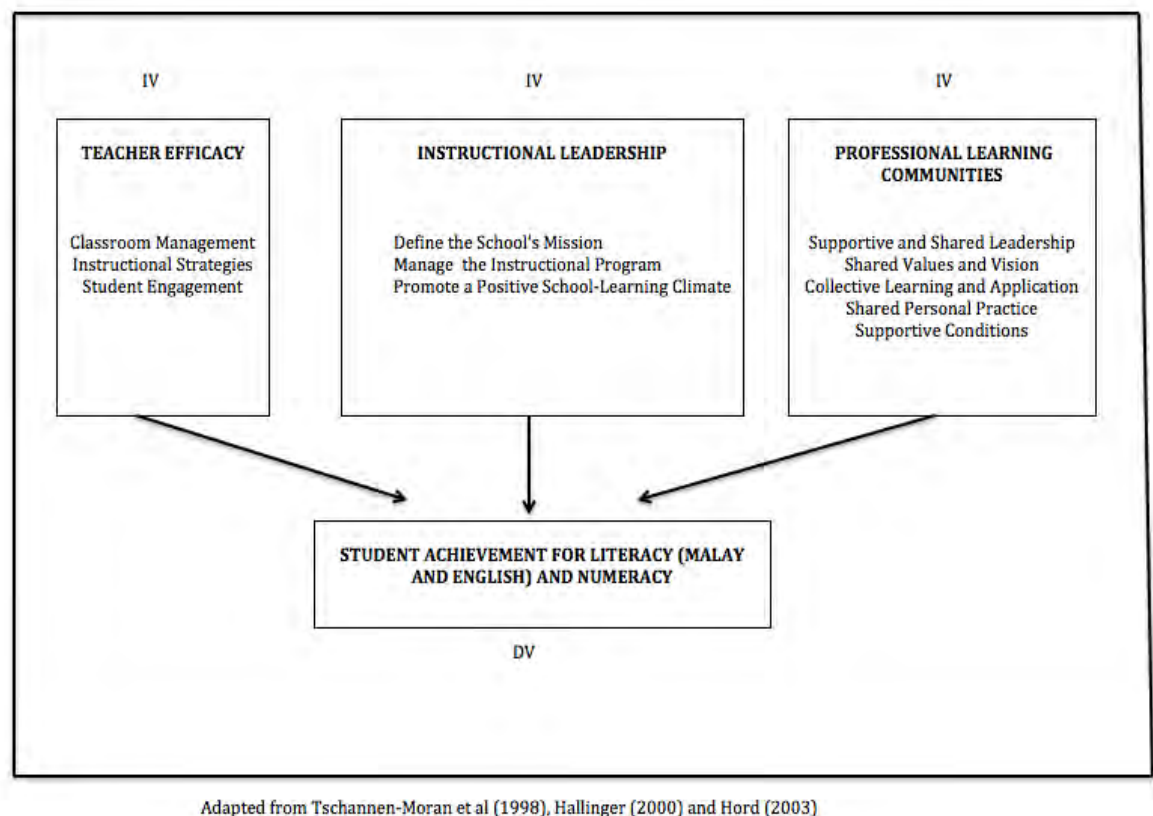 IV
IV
IV
TEACHER EFFICACY
Classroom Management
Instructional Strategies
Student Engagement
INSTRUCTIONAL LEADERSHIP
Define the School's Mission
Manage the Instructional Program
Promote a Positive School-Learning Climate
PROFESSIONAL LEARNING
COMMUNITIES
Supportive and Shared Leadership
Shared Values and Vision
Collective Learning and Application
Shared Personal Practice
Supportive Conditions
STUDENT ACHIEVEMENT FOR LITERACY (MALAY
AND ENGLISH) AND NUMERACY
DV
Adapted from Tschannen-Moran et al (1998), Hallinger (2000) and Hord (2003)